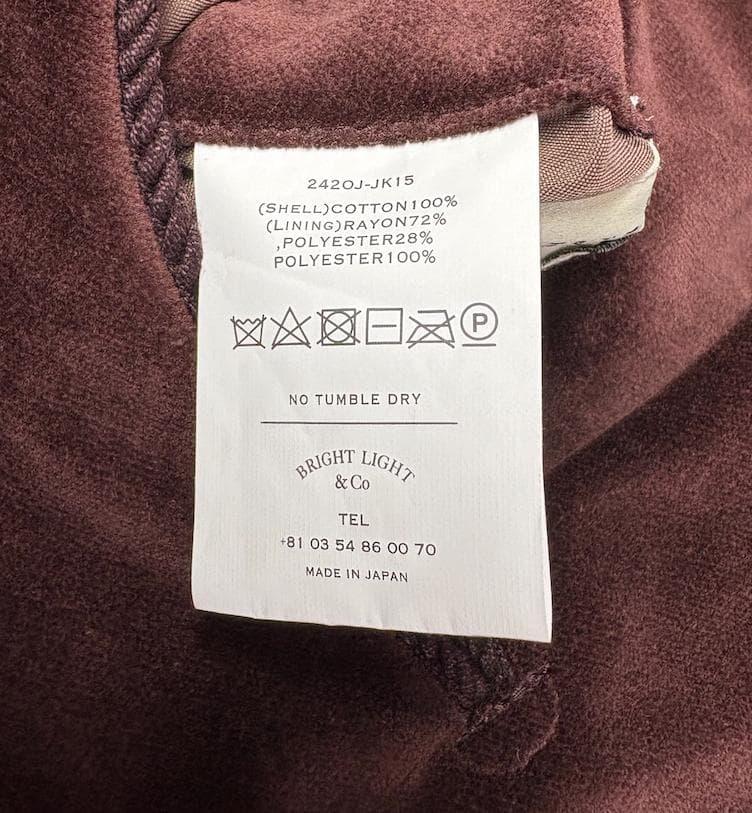 2420J-JK15
(SHELL)COTTON100%
(LINING)RAYON72%
,POLYESTER28%
POLYESTER100%
P
NO TUMBLE DRY
BRIGHT LIGHT
& Co
TEL
+81 03 54 86 00 70
MADE IN JAPAN